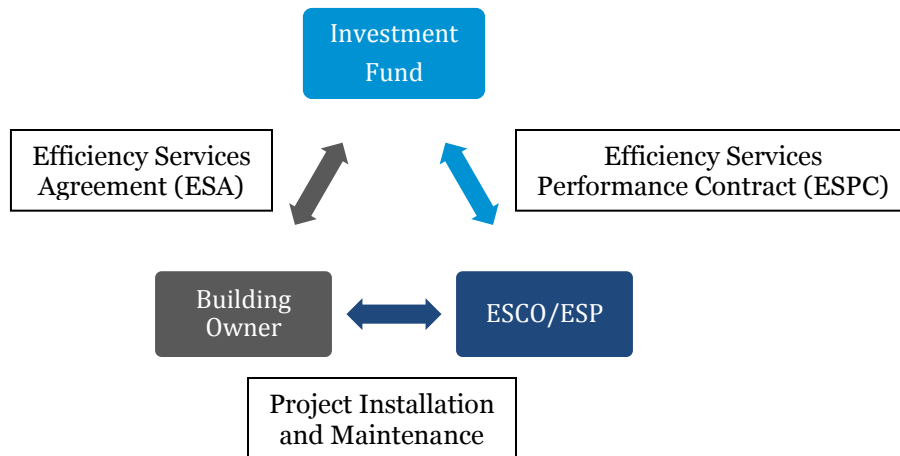 Investment
Fund
Efficiency Services
Agreement (ESA)
Efficiency Services
Performance Contract (ESPC)
Building
Owner
ESCO/ESP
Project Installation
and Maintenance